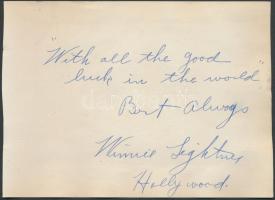 "With all the good
luck in the world"
Best Always
Winnie Lightner
Hollywood.